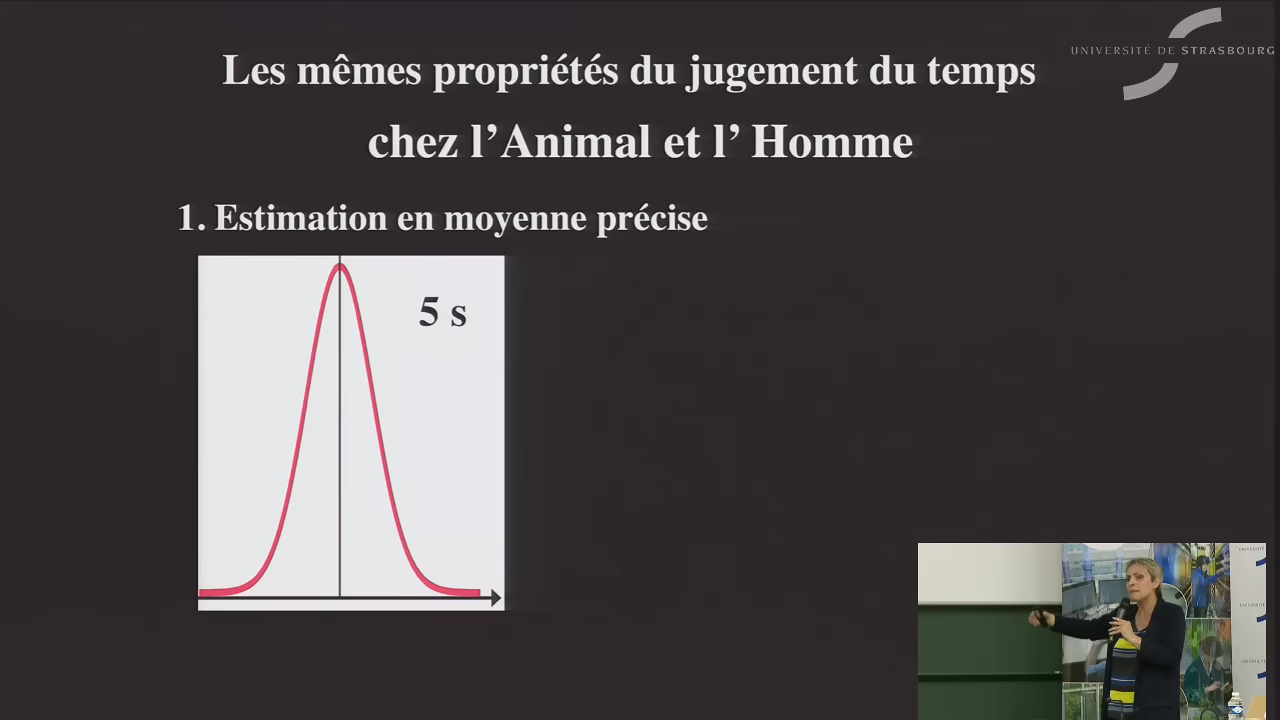 UNIVERSITÉ DE STRASBOURG
Les mêmes propriétés du jugement du temps
chez l’Animal et l’ Homme
1. Estimation en moyenne précise
5 s